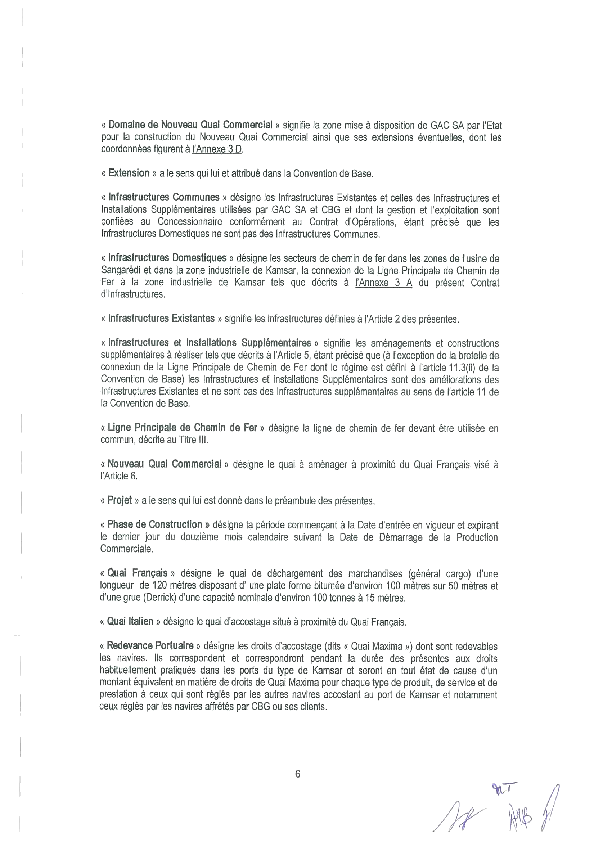 « Domaine de Nouveau Quai Commercial » signifie la zone mise à disposition de GAC SA par l'Etat
pour la construction du Nouveau Quai Commercial ainsi que ses extensions éventuelles, dont les
coordonnées figurent à l'Annexe 3 D.
« Extension » a le sens qui lui et attribué dans la Convention de Base.
« Infrastructures Communes » désigne les Infrastructures Existantes et celles des Infrastructures et
Installations Supplémentaires utilisées par GAC SA et CBG et dont la gestion et l'exploitation sont
confiées au Concessionnaire conformément au Contrat d'Opérations, étant précisé que les
Infrastructures Domestiques ne sont pas des Infrastructures Communes.
« Infrastructures Domestiques » désigne les secteurs de chemin de fer dans les zones de l'usine de
Sangarédi et dans la zone industrielle de Kamsar, la connexion de la Ligne Principale de Chemin de
Fer à la zone industrielle de Kamsar tels que décrits à l'Annexe 3 A du présent Contrat
d'Infrastructures.
« Infrastructures Existantes » signifie les Infrastructures définies à l'Article 2 des présentes.
« Infrastructures et Installations Supplémentaires » signifie les aménagements et constructions
supplémentaires à réaliser tels que décrits à l'Article 5, étant précisé que (à l'exception de la bretelle de
connexion de la Ligne Principale de Chemin de Fer dont le régime est défini à l'article 11.3(ii) de la
Convention de Base) les Infrastructures et Installations Supplémentaires sont des améliorations des
Infrastructures Existantes et ne sont pas des Infrastructures supplémentaires au sens de l'article 11 de
la Convention de Base.
« Ligne Principale de Chemin de Fer » désigne la ligne de chemin de fer devant être utilisée en
commun, décrite au Titre III.
« Nouveau Quai Commercial » désigne le quai à aménager à proximité du Quai Français visé à
l'Article 6.
« Projet » a le sens qui lui est donné dans le préambule des présentes.
« Phase de Construction » désigne la période commençant à la Date d'entrée en vigueur et expirant
le dernier jour du douzième mois calendaire suivant la Date de Démarrage de la Production
Commerciale.
« Quai Français » désigne le quai de déchargement des marchandises (général cargo) d'une
longueur de 120 mètres disposant d' une plate forme bitumée d'environ 100 mètres sur 50 mètres et
d'une grue (Derrick) d'une capacité nominale d'environ 100 tonnes à 15 mètres.
« Quai Italien » désigne le quai d'accostage situé à proximité du Quai Français.
« Redevance Portuaire » désigne les droits d'accostage (dits « Quai Maxima ») dont sont redevables
les navires. Ils correspondent et correspondront pendant la durée des présentes aux droits
habituellement pratiqués dans les ports du type de Kamsar et seront en tout état de cause d'un
montant équivalent en matière de droits de Quai Maxima pour chaque type de produit, de service et de
prestation à ceux qui sont réglés par les autres navires accostant au port de Kamsar et notamment
ceux réglés par les navires affrétés par CBG ou ses clients.
6